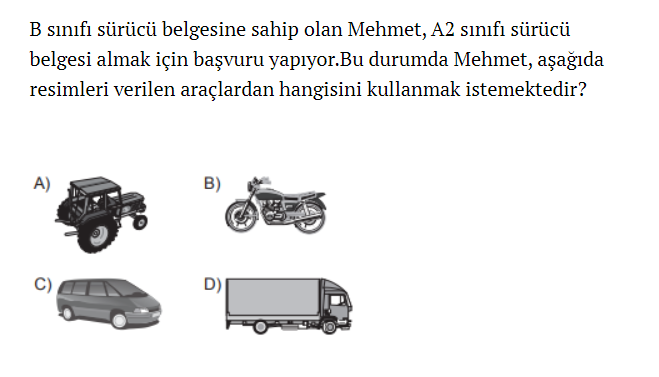 B sınıfı sürücü belgesine sahip olan Mehmet, A2 sınıfı sürücü
belgesi almak için başvuru yapıyor.Bu durumda Mehmet, aşağıda
resimleri verilen araçlardan hangisini kullanmak istemektedir?
A) B)
C) D)